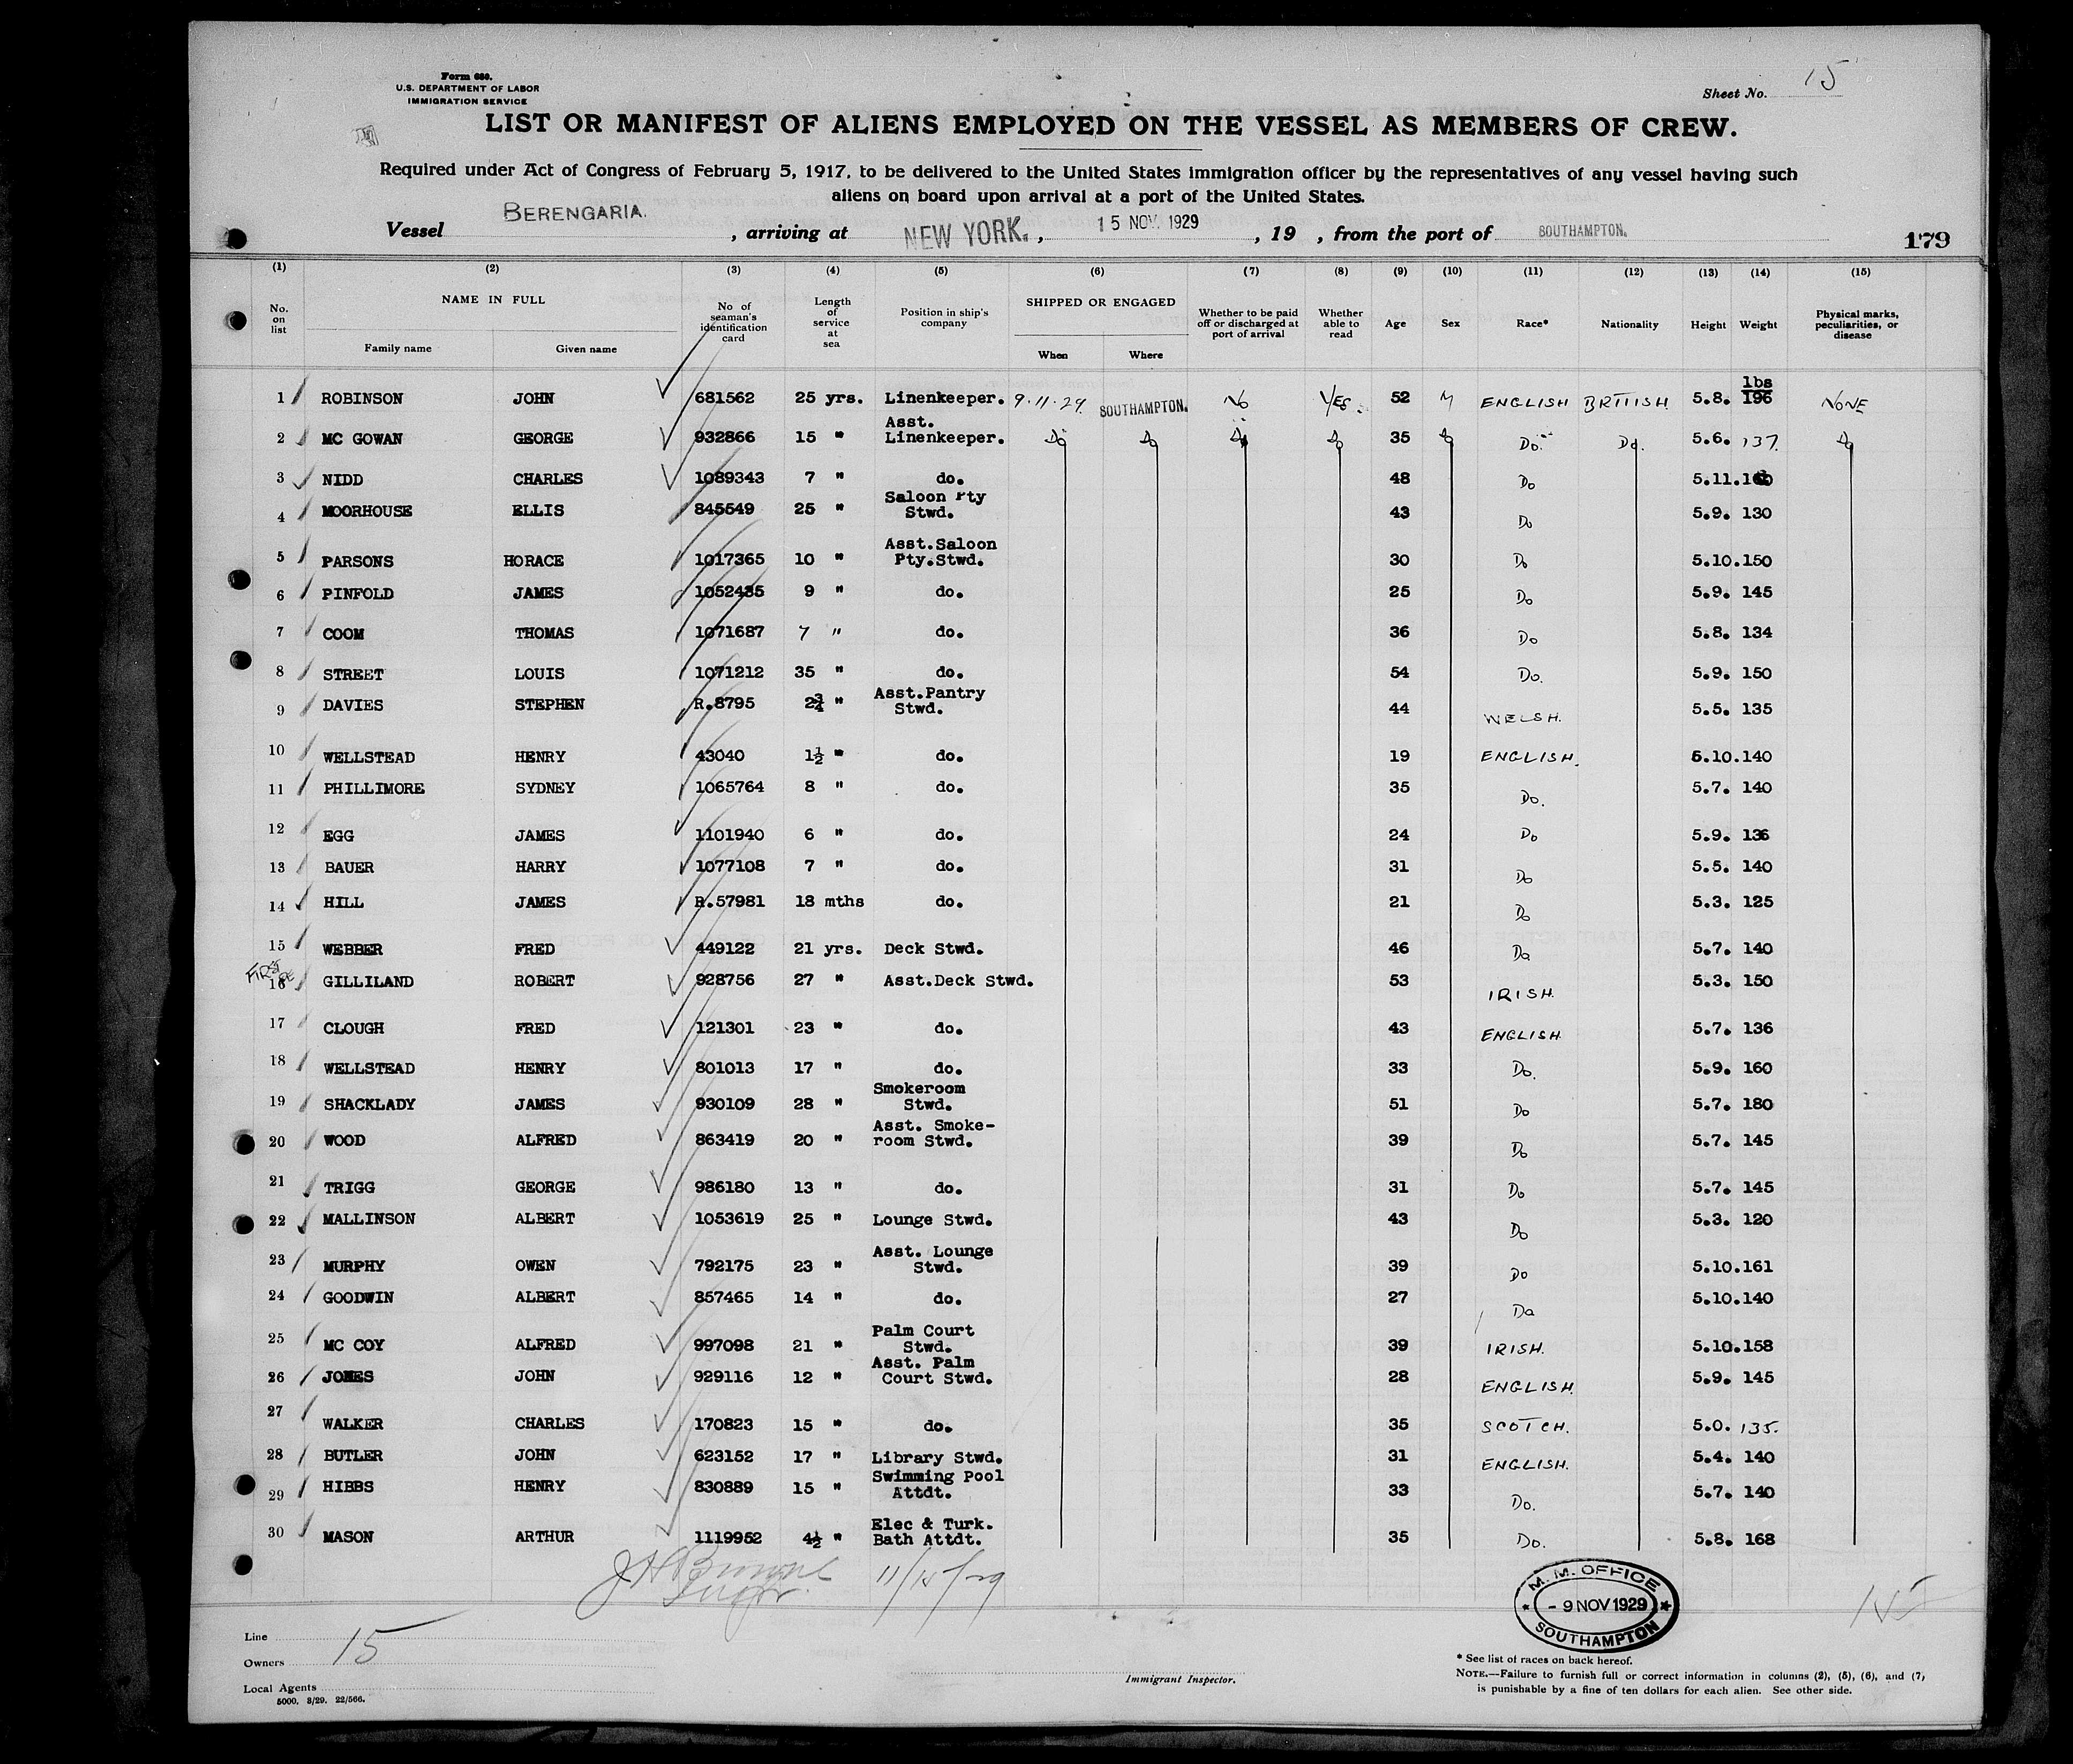 Form 680.
U.S. DEPARTMENT OF LABOR
IMMIGRATION SERVICE
Sheet No. 15
LIST OR MANIFEST OF ALIENS EMPLOYED ON THE VESSEL AS MEMBERS OF CREW.
Required under Act of Congress of February 5, 1917, to be delivered to the United States immigration officer by the representatives of any vessel having such
aliens on board upon arrival at a port of the United States.
Vessel BERENGARIA. , arriving at NEW YORK. , 15 NOV. 1929 , 19 , from the port of SOUTHAMPTON.
179
(1) (2) (3) (4) (5) (6) (7) (8) (9) (10) (11) (12) (13) (14) (15)
No. on list NAME IN FULL Family name Given name No of seaman's identification card Length of service at sea Position in ship's company SHIPPED OR ENGAGED When Where Whether to be paid off or discharged at port of arrival Whether able to read Age Sex Race* Nationality Height Weight Physical marks, peculiarities, or disease
lbs
1 ROBINSON JOHN 681562 25 yrs. Linenkeeper. 9.11.29. SOUTHAMPTON. NO YES. 52 M ENGLISH BRITISH. 5.8. 196 NONE
2 MC GOWAN GEORGE 932866 15 " Asst. Linenkeeper. Do Do Do Do 35 Do Do. Do. 5.6. 137. Do
3 NIDD CHARLES 1089343 7 " do. 48 Do 5.11.
4 MOORHOUSE ELLIS 845549 25 " Saloon Pty Stwd. 43 Do 5.9. 130
5 PARSONS HORACE 1017365 10 " Asst.Saloon Pty.Stwd. 30 Do 5.10.150
6 PINFOLD JAMES 1052435 9 " do. 25 Do 5.9. 145
7 COOM THOMAS 1071687 7 " do. 36 Do 5.8. 134
8 STREET LOUIS 1071212 35 " do. 54 Do. 5.9. 150
9 DAVIES STEPHEN R.8795 2¾ " Asst.Pantry Stwd. 44 WELSH. 5.5. 135
10 WELLSTEAD HENRY 43040 1½ " do. 19 ENGLISH. 5.10.140
11 PHILLIMORE SYDNEY 1065764 8 " do. 35 Do. 5.7. 140
12 EGG JAMES 1101940 6 " do. 24 Do 5.9. 136
13 BAUER HARRY 1077108 7 " do. 31 Do 5.5. 140
14 HILL JAMES R.57981 18 mths do. 21 Do 5.3. 125
15 WEBBER FRED 449122 21 yrs. Deck Stwd. 46 Do 5.7. 140
16 GILLILAND ROBERT 928756 27 " Asst.Deck Stwd. 53 IRISH. 5.3. 150
17 CLOUGH FRED 121301 23 " do. 43 ENGLISH 5.7. 136
18 WELLSTEAD HENRY 801013 17 " do. 33 Do. 5.9. 160
19 SHACKLADY JAMES 930109 28 " Smokeroom Stwd. 51 Do 5.7. 180
20 WOOD ALFRED 863419 20 " Asst. Smoke- room Stwd. 39 Do 5.7. 145
21 TRIGG GEORGE 986180 13 " do. 31 Do 5.7. 145
22 MALLINSON ALBERT 1053619 25 " Lounge Stwd. 43 Do 5.3. 120
23 MURPHY OWEN 792175 23 " Asst. Lounge Stwd. 39 Do 5.10.161
24 GOODWIN ALBERT 857465 14 " do. 27 Do 5.10.140
25 MC COY ALFRED 997098 21 " Palm Court Stwd. 39 IRISH. 5.10.158
26 JONES JOHN 929116 12 " Asst. Palm Court Stwd. 28 ENGLISH. 5.9. 145
27 WALKER CHARLES 170823 15 " do. 35 SCOTCH. 5.0. 135.
28 BUTLER JOHN 623152 17 " Library Stwd. 31 ENGLISH. 5.4. 140
29 HIBBS HENRY 830889 15 " Swimming Pool Attdt. 33 Do. 5.7. 140
30 MASON ARTHUR 1119952 4½ " Elec & Turk. Bath Attdt. 35 Do. 5.8. 168
11/15/29
M. M. OFFICE
- 9 NOV 1929
SOUTHAMPTON
Line
Owners 15
Local Agents
5000. 8/29. 22/566.
Immigrant Inspector.
* See list of races on back hereof.
NOTE.—Failure to furnish full or correct information in columns (2), (5), (6), and (7),
is punishable by a fine of ten dollars for each alien. See other side.